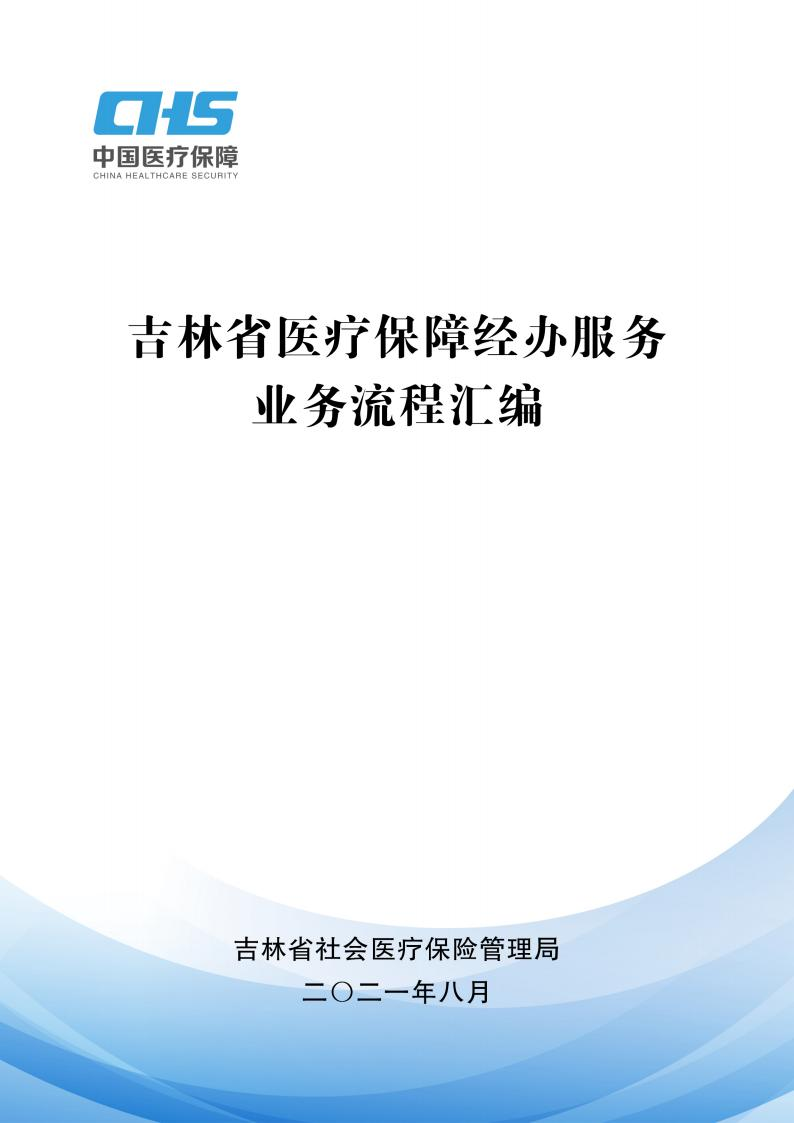 CHS
中国医疗保障
CHINA HEALTHCARE SECURITY
吉林省医疗保障经办服务
业务流程汇编
吉林省社会医疗保险管理局
二〇二一年八月